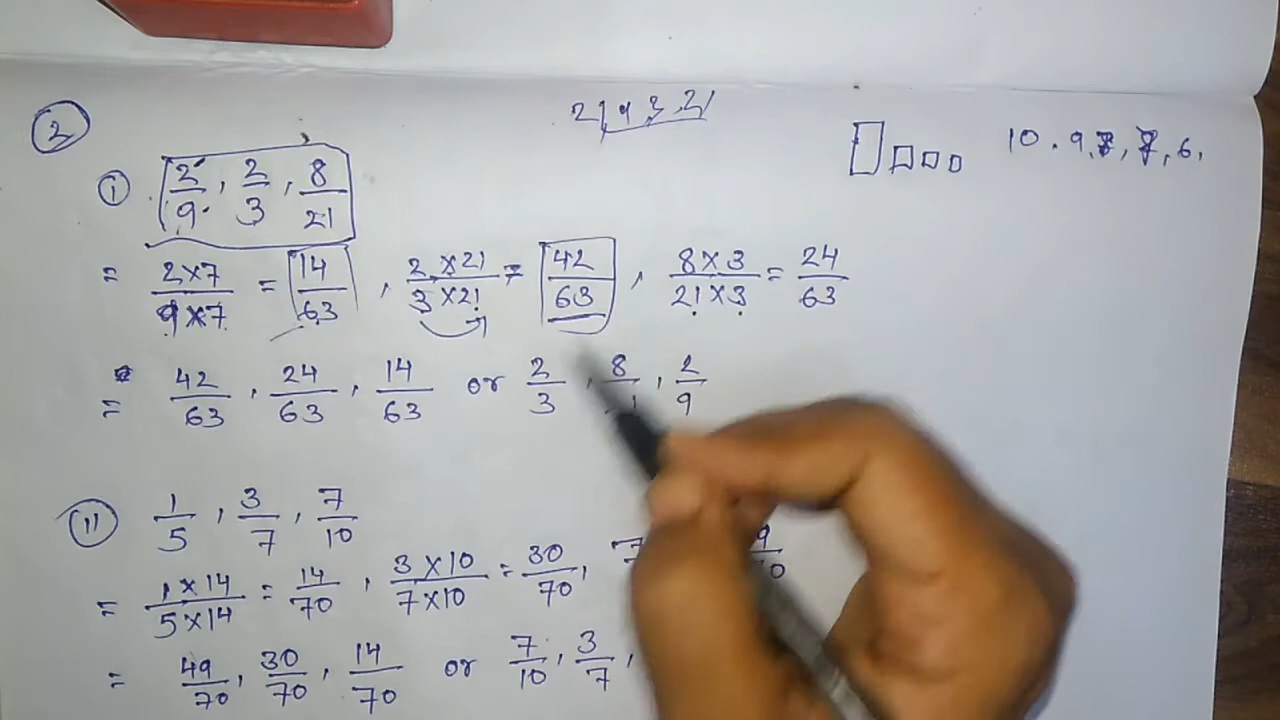 2
21, 9, 3, 21
10. 9, 8, 7, 6,
i 2/9, 2/3, 8/21
= 2×7/9×7 = 14/63, 2×21/3×21 = 42/63, 8×3/21×3 = 24/63
= 42/63, 24/63, 14/63 or 2/3, 8/, 2/9
ii 1/5, 3/7, 7/10
= 1×14/5×14 = 14/70, 3×10/7×10 = 30/70, 7
= 49/70, 30/70, 14/70 or 7/10, 3/7,